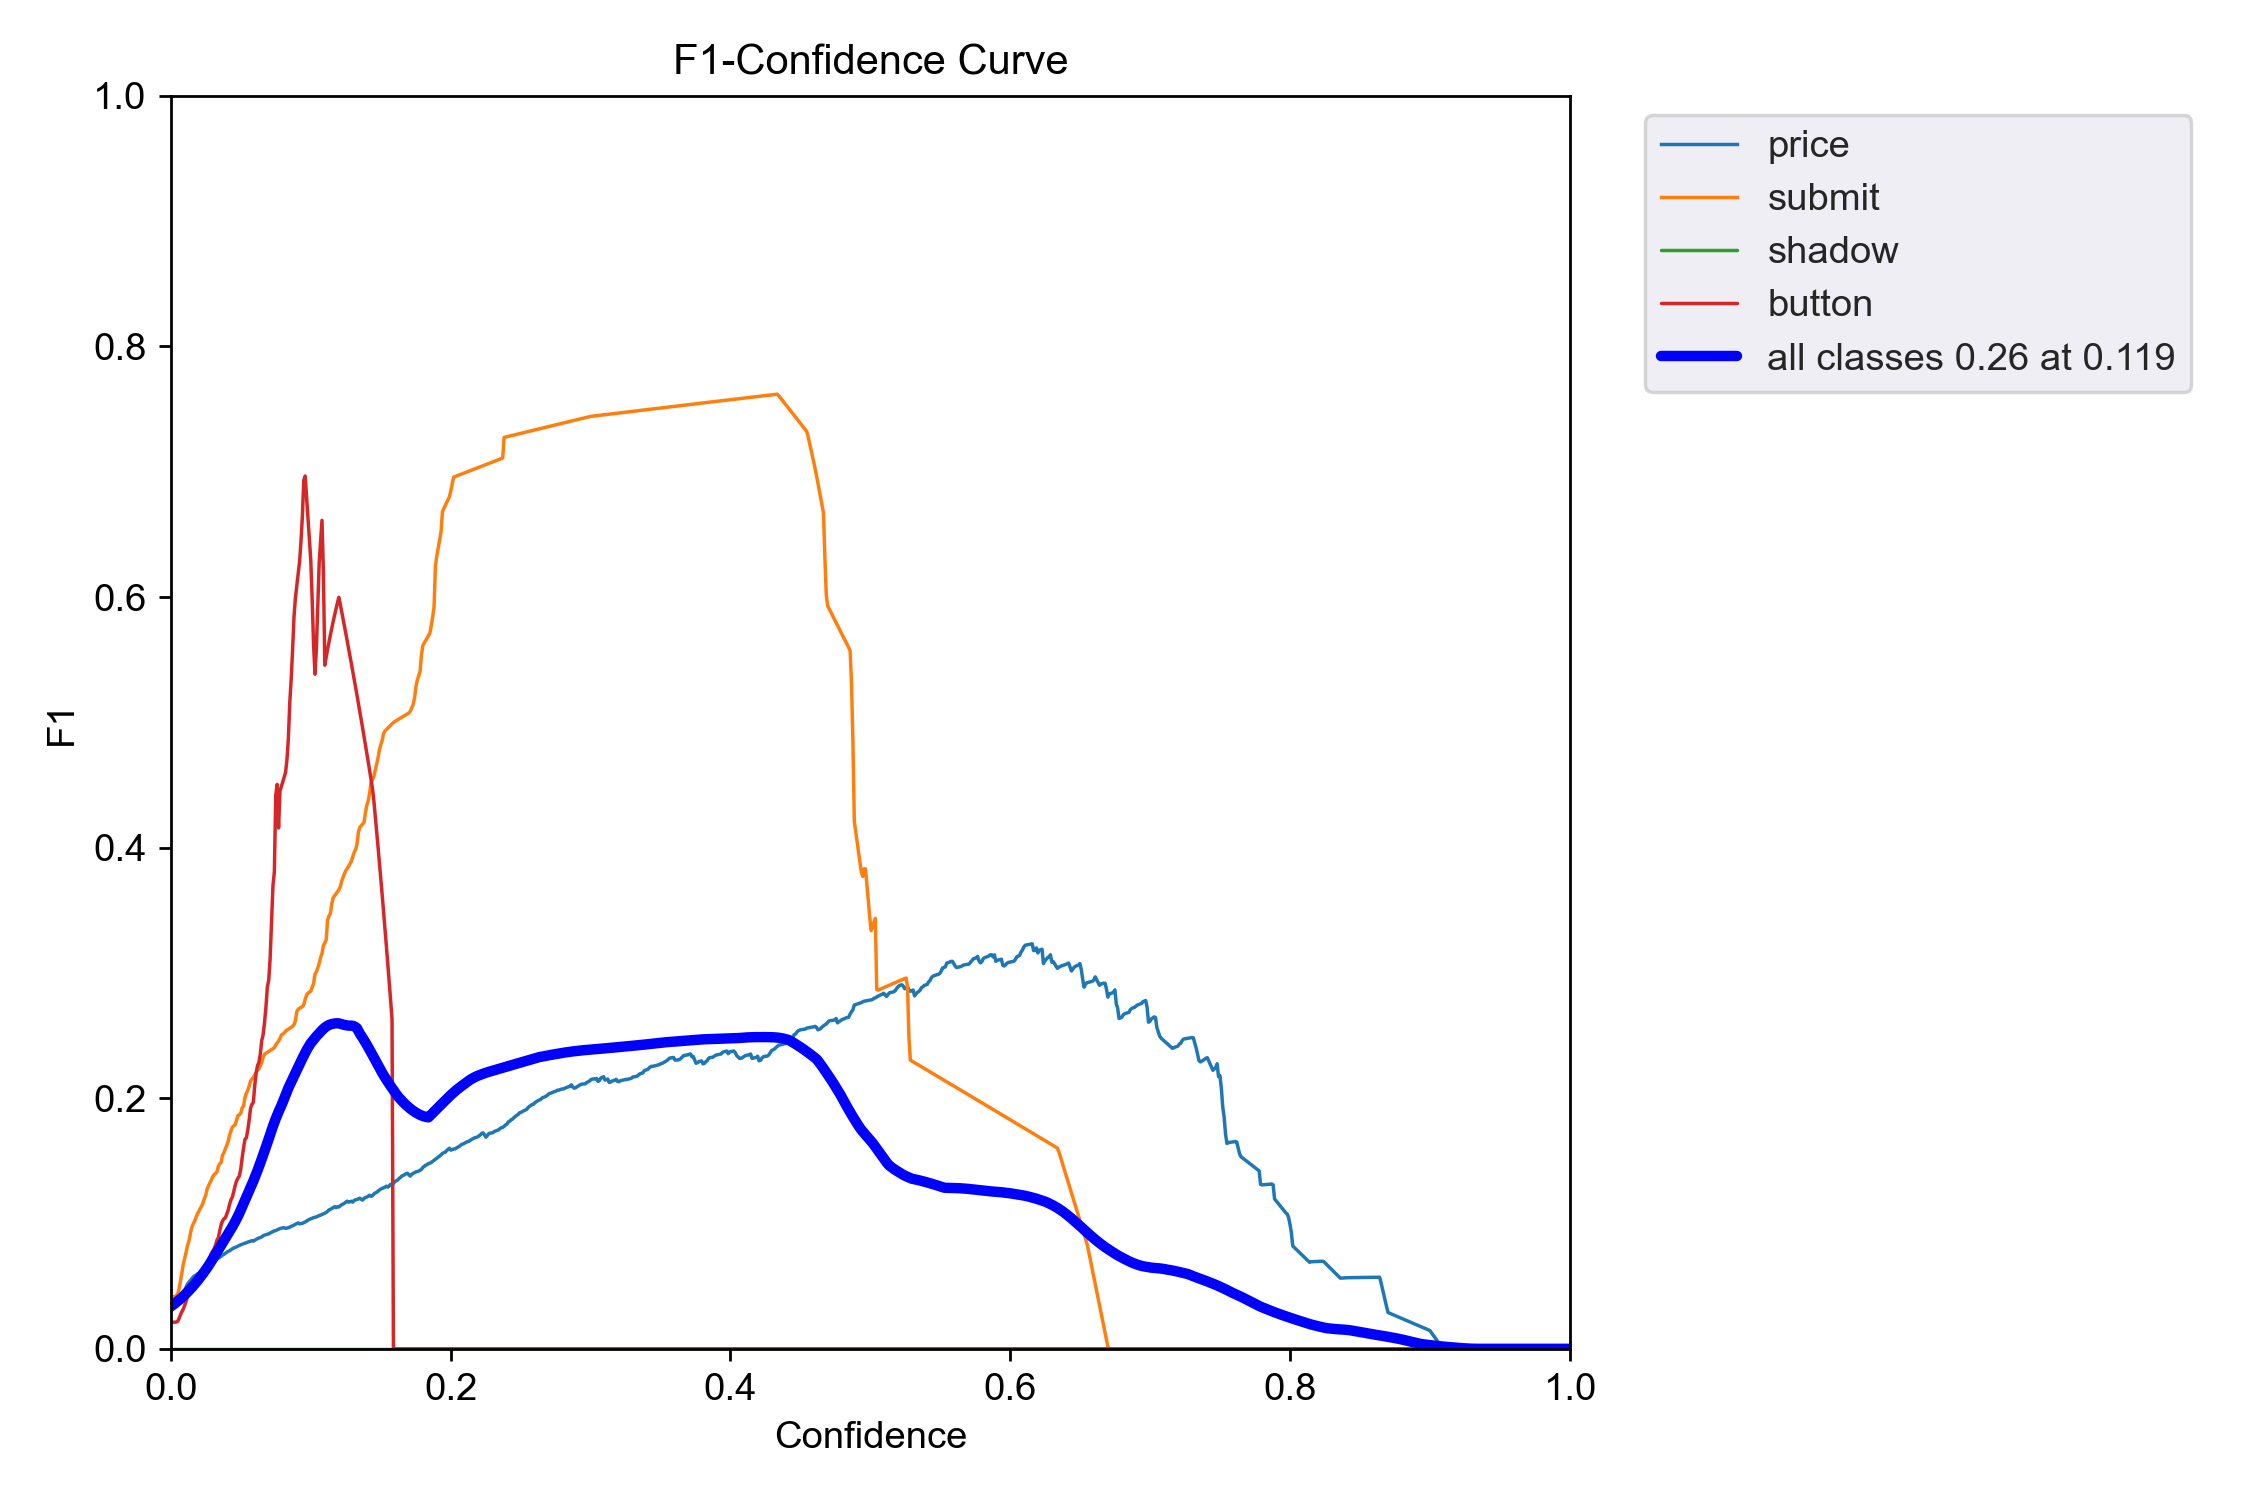 F1-Confidence Curve
1.0
0.8
0.6
0.4
0.2
0.0
F1
0.0 0.2 0.4 0.6 0.8 1.0
Confidence
price
submit
shadow
button
all classes 0.26 at 0.119